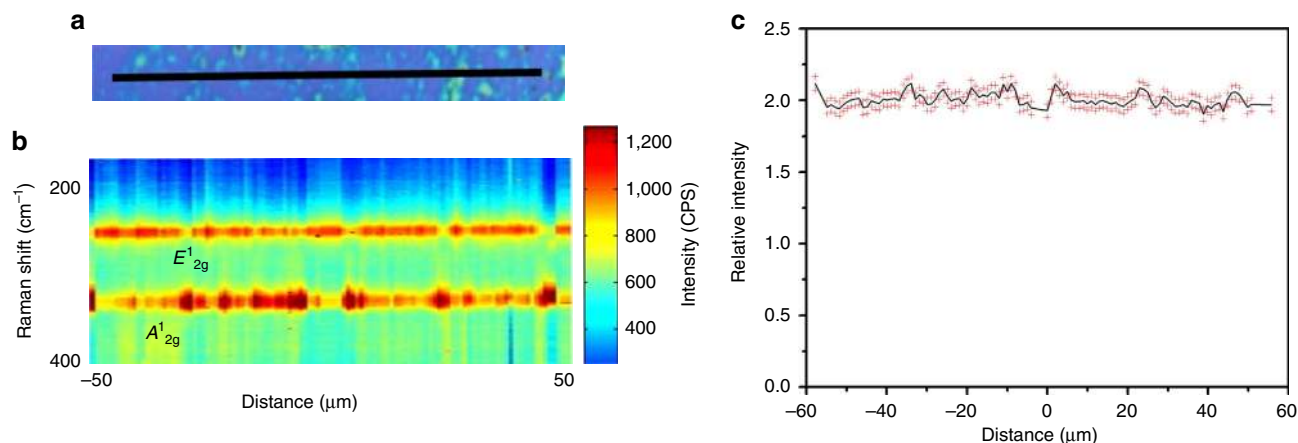 a
b
Raman shift (cm⁻¹)
200
400
E¹₂g
A¹₂g
−50
50
Distance (μm)
1,200
1,000
800
600
400
Intensity (CPS)
c
2.5
2.0
1.5
1.0
0.5
0.0
Relative intensity
−60
−40
−20
0
20
40
60
Distance (μm)